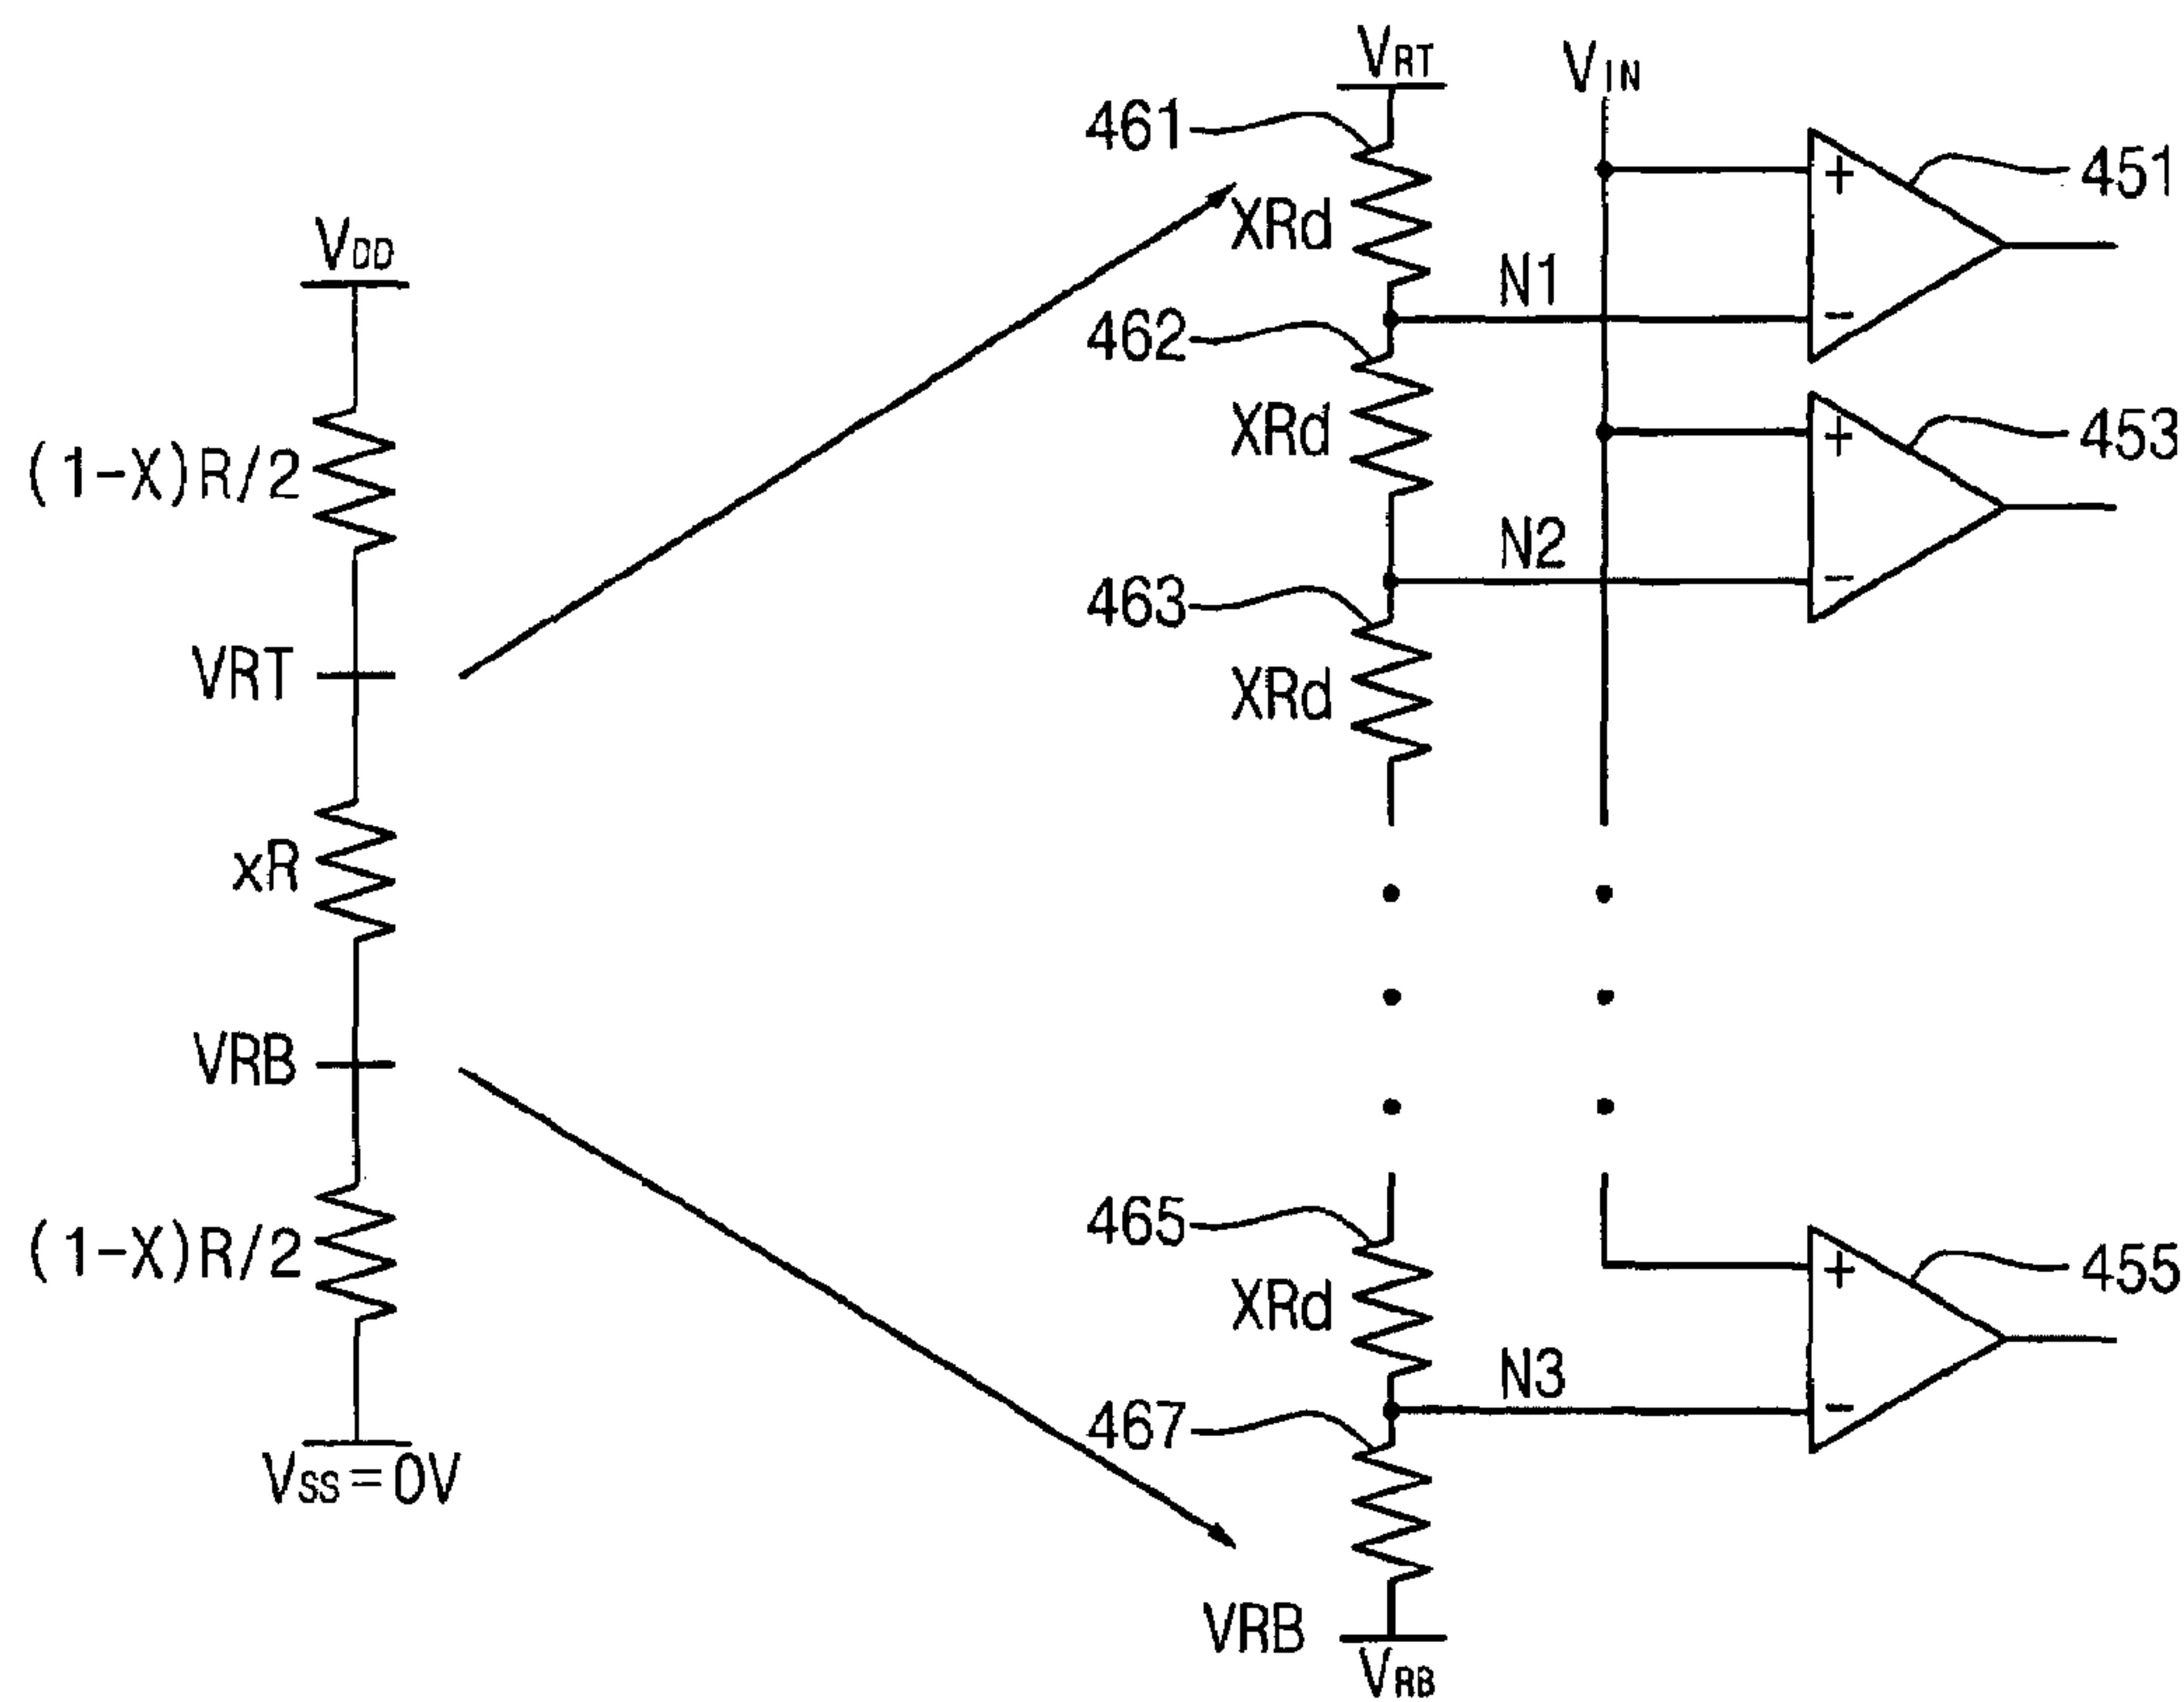 VDD
(1-X)R/2
VRT
xR
VRB
(1-X)R/2
VSS=0V
VRT
VIN
461
XRd
451
N1
462
XRd
453
N2
463
XRd
465
XRd
455
N3
467
VRB
VRB